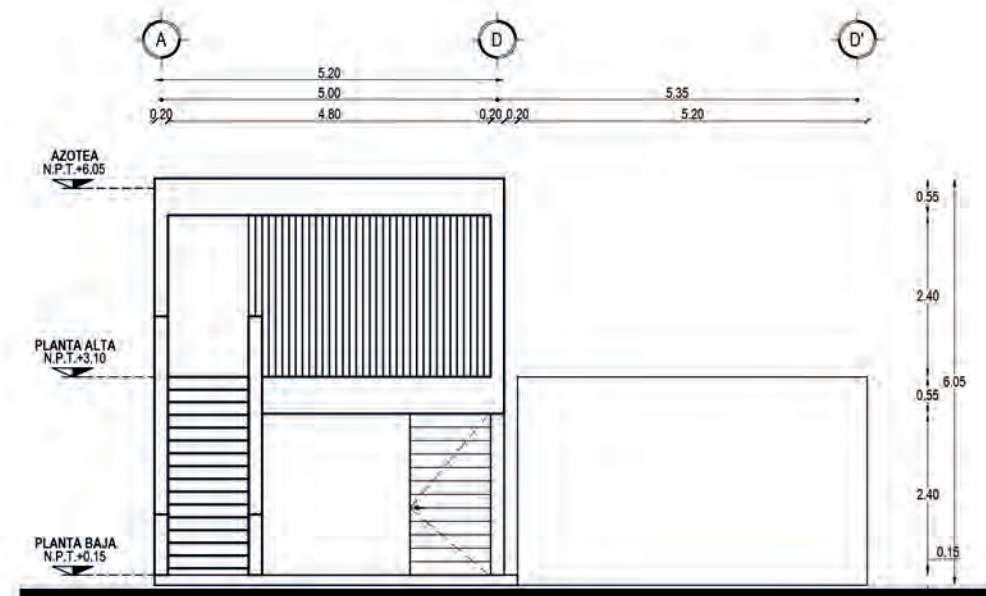 A D D'
5.20
5.00 5.35
0.20 4.80 0.20 0.20 5.20
AZOTEA
N.P.T.+6.05
0.55
2.40
PLANTA ALTA
N.P.T.+3.10
0.55
6.05
2.40
PLANTA BAJA
N.P.T.+0.15
0.15